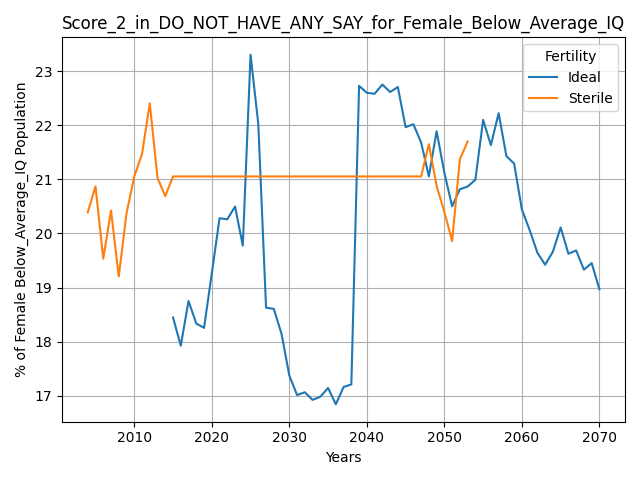 Score_2_in_DO_NOT_HAVE_ANY_SAY_for_Female_Below_Average_IQ
% of Female Below_Average_IQ Population
23
22
21
20
19
18
17
Fertility
Ideal
Sterile
2010 2020 2030 2040 2050 2060 2070
Years